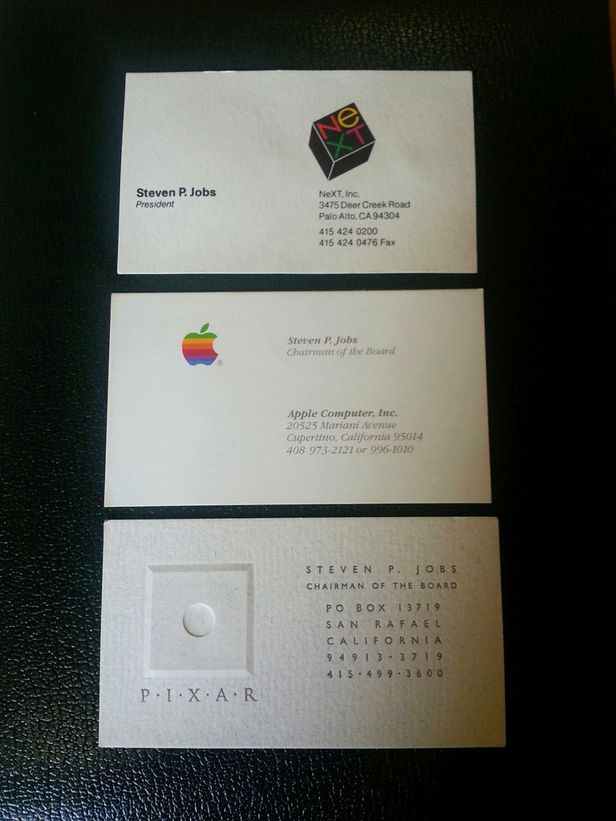 NeXT
Steven P. Jobs
President
NeXT, Inc.
3475 Deer Creek Road
Palo Alto, CA 94304
415 424 0200
415 424 0476 Fax
®
Steven P. Jobs
Chairman of the Board
Apple Computer, Inc.
20525 Mariani Avenue
Cupertino, California 95014
408 973-2121 or 996-1010
P·I·X·A·R
STEVEN P. JOBS
CHAIRMAN OF THE BOARD
PO BOX 13719
SAN RAFAEL
CALIFORNIA
94913·3719
415·499·3600